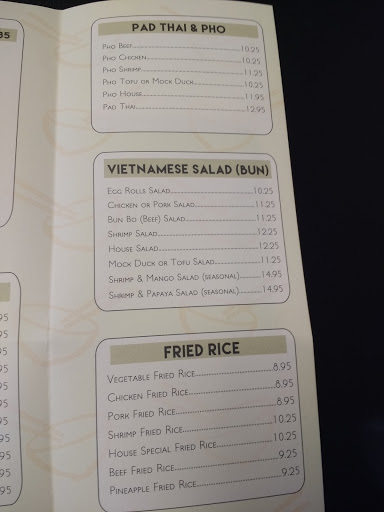 85
PAD THAI & PHO
PHO BEEF 10.25
PHO CHICKEN 10.25
PHO SHRIMP 11.25
PHO TOFU OR MOCK DUCK 10.25
PHO HOUSE 11.95
PAD THAI 12.95
VIETNAMESE SALAD (BUN)
EGG ROLLS SALAD 10.25
CHICKEN OR PORK SALAD 11.25
BUN BO (BEEF) SALAD 11.25
SHRIMP SALAD 12.25
HOUSE SALAD 12.25
MOCK DUCK OR TOFU SALAD 11.25
SHRIMP & MANGO SALAD (SEASONAL) 14.95
SHRIMP & PAPAYA SALAD (SEASONAL) 14.95
FRIED RICE
VEGETABLE FRIED RICE 8.95
CHICKEN FRIED RICE 8.95
PORK FRIED RICE 8.95
SHRIMP FRIED RICE 10.25
HOUSE SPECIAL FRIED RICE 10.25
BEEF FRIED RICE 9.25
PINEAPPLE FRIED RICE 9.25